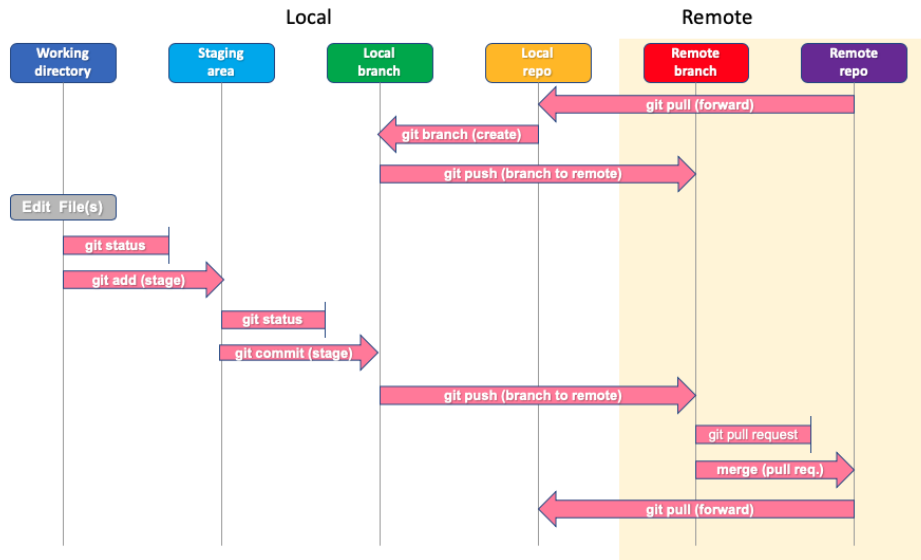 Local
Remote
Working
directory
Staging
area
Local
branch
Local
repo
Remote
branch
Remote
repo
git pull (forward)
git branch (create)
git push (branch to remote)
Edit File(s)
git status
git add (stage)
git status
git commit (stage)
git push (branch to remote)
git pull request
merge (pull req.)
git pull (forward)